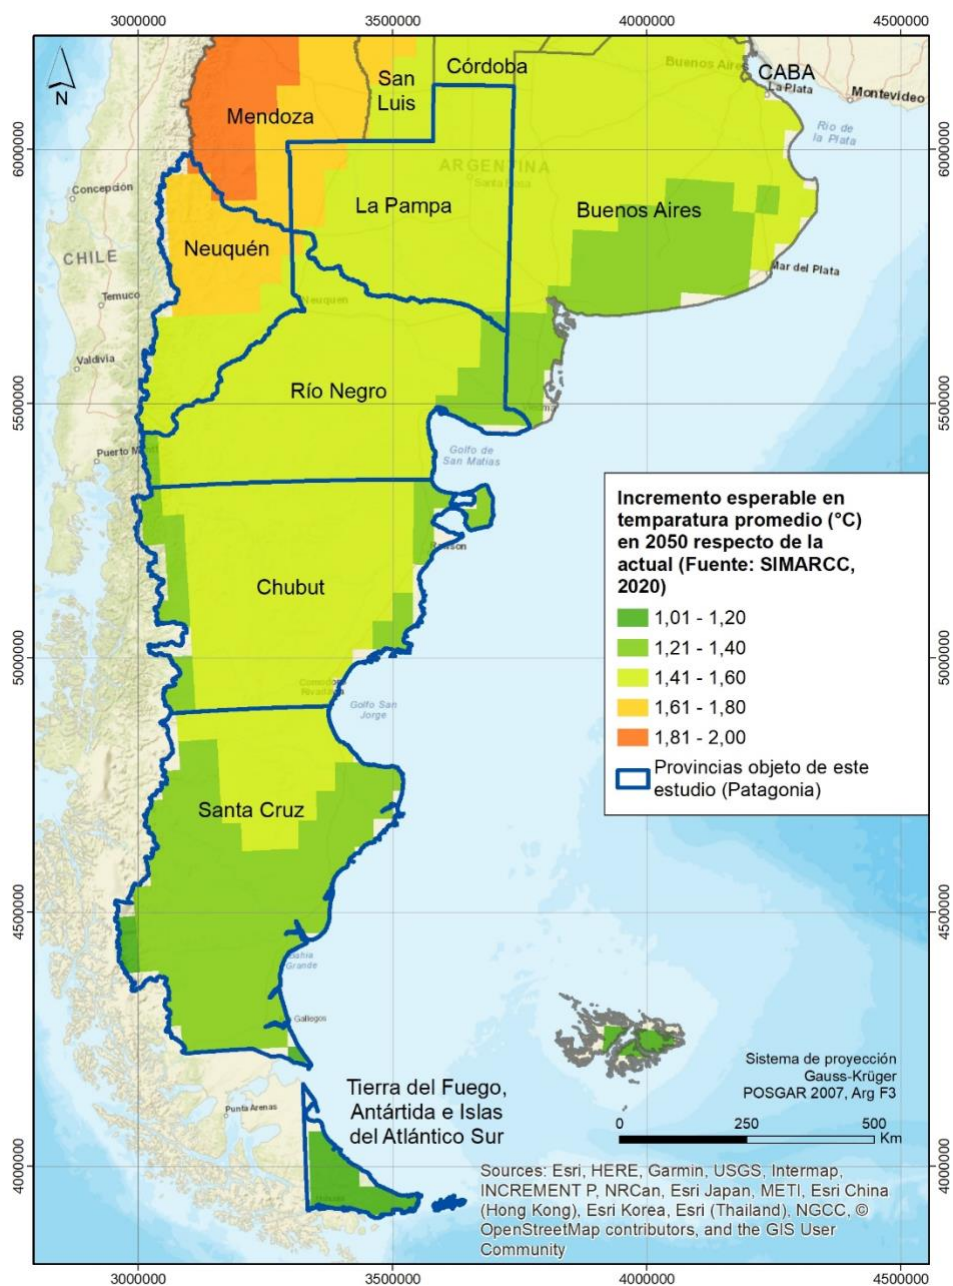 3000000
3500000
4000000
4500000
N
6000000
5500000
5000000
4500000
4000000
Mendoza
San
Luis
Córdoba
Buenos Aires
CABA
La Plata
Montevideo
Rio de
la Plata
Concepción
ARGENTINA
Santa Rosa
La Pampa
Buenos Aires
Neuquén
CHILE
Mar del Plata
Temuco
Neuquen
Valdivia
Río Negro
Puerto M
Golfo de
San Matias
Rawson
Chubut
Comodoro
Rivadavia
Golfo San
Jorge
Santa Cruz
Bahia
Grande
Gallegos
Punta Arenas
Tierra del Fuego,
Antártida e Islas
del Atlántico Sur
Incremento esperable en
temparatura promedio (°C)
en 2050 respecto de la
actual (Fuente: SIMARCC,
2020)
1,01 - 1,20
1,21 - 1,40
1,41 - 1,60
1,61 - 1,80
1,81 - 2,00
Provincias objeto de este
estudio (Patagonia)
Sistema de proyección
Gauss-Krüger
POSGAR 2007, Arg F3
0 250 500
Km
Sources: Esri, HERE, Garmin, USGS, Intermap,
INCREMENT P, NRCan, Esri Japan, METI, Esri China
(Hong Kong), Esri Korea, Esri (Thailand), NGCC, ©
OpenStreetMap contributors, and the GIS User
Community
6000000
5500000
5000000
4500000
4000000
3000000
3500000
4000000
4500000